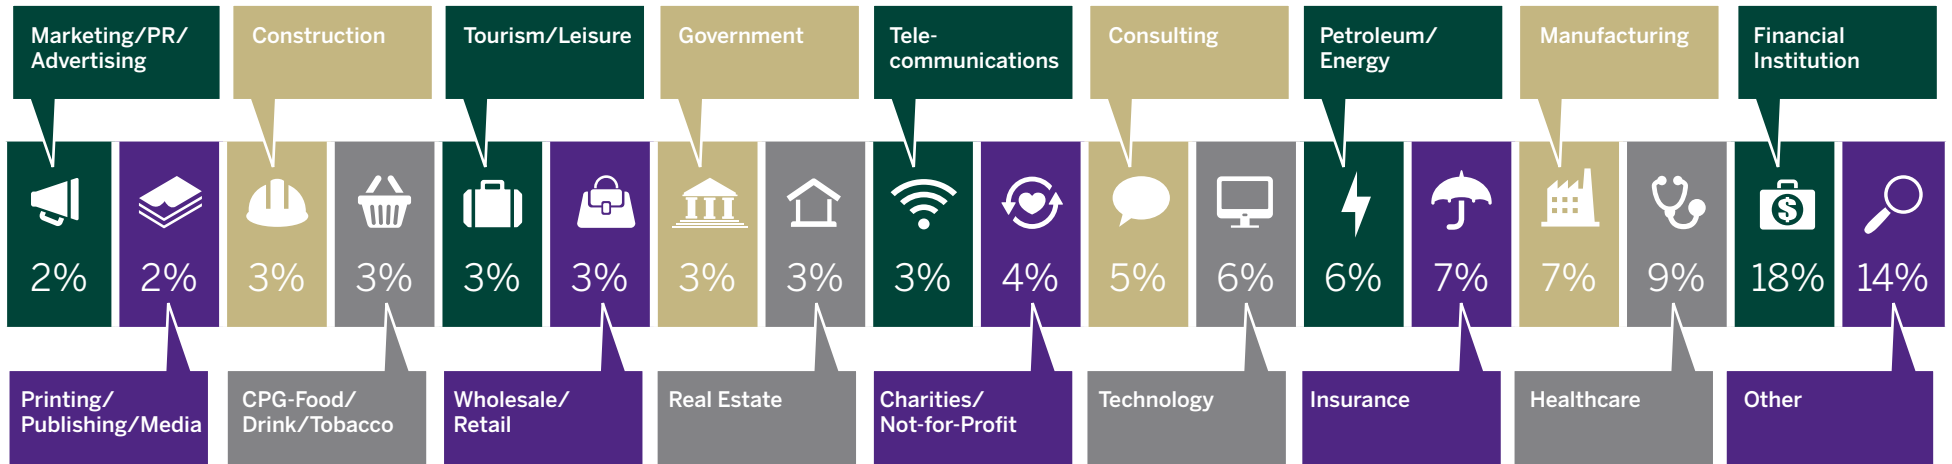 Marketing/PR/
Advertising
Construction
Tourism/Leisure
Government
Tele-
communications
Consulting
Petroleum/
Energy
Manufacturing
Financial
Institution
2%
2%
3%
3%
3%
3%
3%
3%
3%
4%
5%
6%
6%
7%
7%
9%
$
18%
14%
Printing/
Publishing/Media
CPG-Food/
Drink/Tobacco
Wholesale/
Retail
Real Estate
Charities/
Not-for-Profit
Technology
Insurance
Healthcare
Other